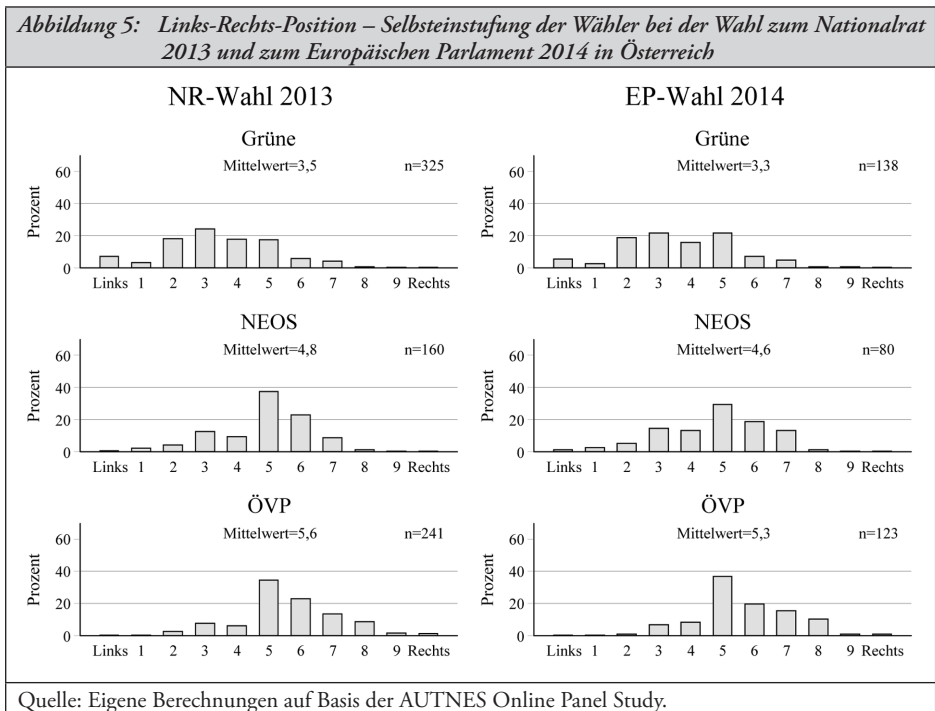 Abbildung 5: Links-Rechts-Position – Selbsteinstufung der Wähler bei der Wahl zum Nationalrat
2013 und zum Europäischen Parlament 2014 in Österreich
NR-Wahl 2013
Grüne
Mittelwert=3,5 n=325
Prozent
60
40
20
0
Links 1 2 3 4 5 6 7 8 9 Rechts
NEOS
Mittelwert=4,8 n=160
Prozent
60
40
20
0
Links 1 2 3 4 5 6 7 8 9 Rechts
ÖVP
Mittelwert=5,6 n=241
Prozent
60
40
20
0
Links 1 2 3 4 5 6 7 8 9 Rechts
EP-Wahl 2014
Grüne
Mittelwert=3,3 n=138
Prozent
60
40
20
0
Links 1 2 3 4 5 6 7 8 9 Rechts
NEOS
Mittelwert=4,6 n=80
Prozent
60
40
20
0
Links 1 2 3 4 5 6 7 8 9 Rechts
ÖVP
Mittelwert=5,3 n=123
Prozent
60
40
20
0
Links 1 2 3 4 5 6 7 8 9 Rechts
Quelle: Eigene Berechnungen auf Basis der AUTNES Online Panel Study.